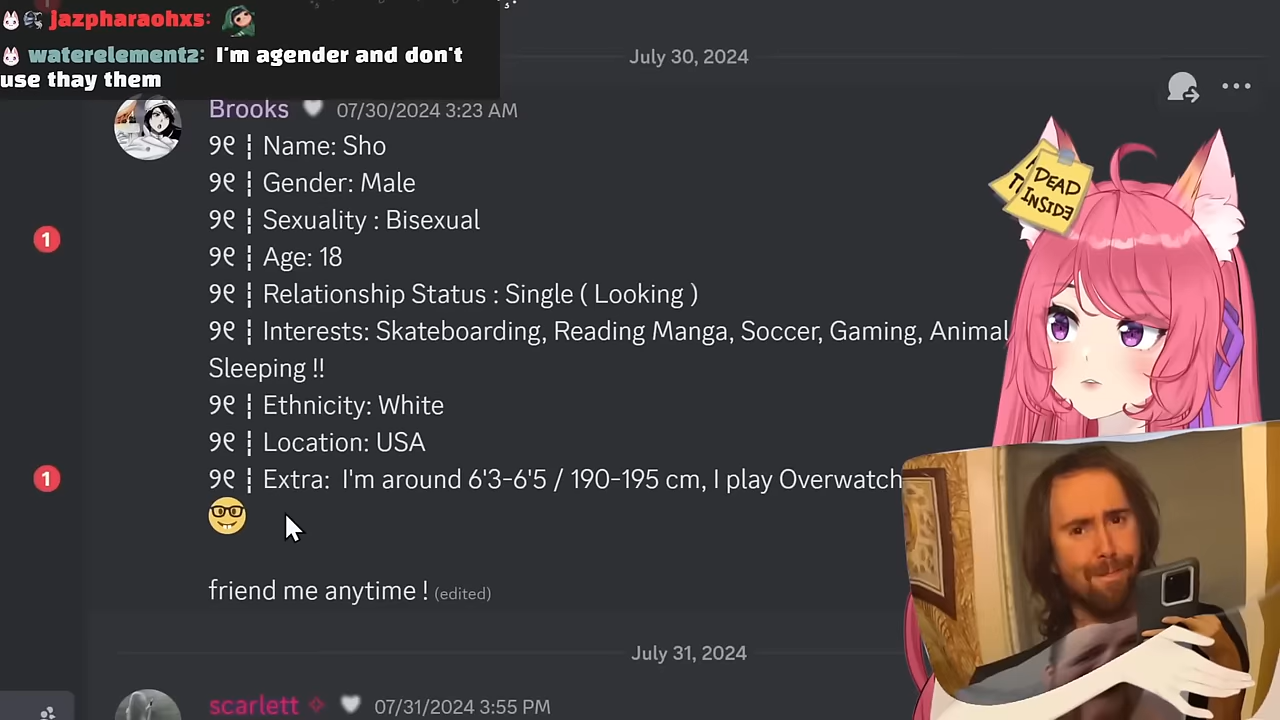 jazpharaohxs:
waterelement2: I'm agender and don't
use thay them
July 30, 2024
Brooks 07/30/2024 3:23 AM
୨୧ ¦ Name: Sho
୨୧ ¦ Gender: Male
୨୧ ¦ Sexuality : Bisexual
୨୧ ¦ Age: 18
୨୧ ¦ Relationship Status : Single ( Looking )
୨୧ ¦ Interests: Skateboarding, Reading Manga, Soccer, Gaming, Animal
Sleeping !!
୨୧ ¦ Ethnicity: White
୨୧ ¦ Location: USA
୨୧ ¦ Extra: I'm around 6'3-6'5 / 190-195 cm, I play Overwatch
friend me anytime ! (edited)
July 31, 2024
scarlett 07/31/2024 3:55 PM
1
1
DEAD
INSIDE